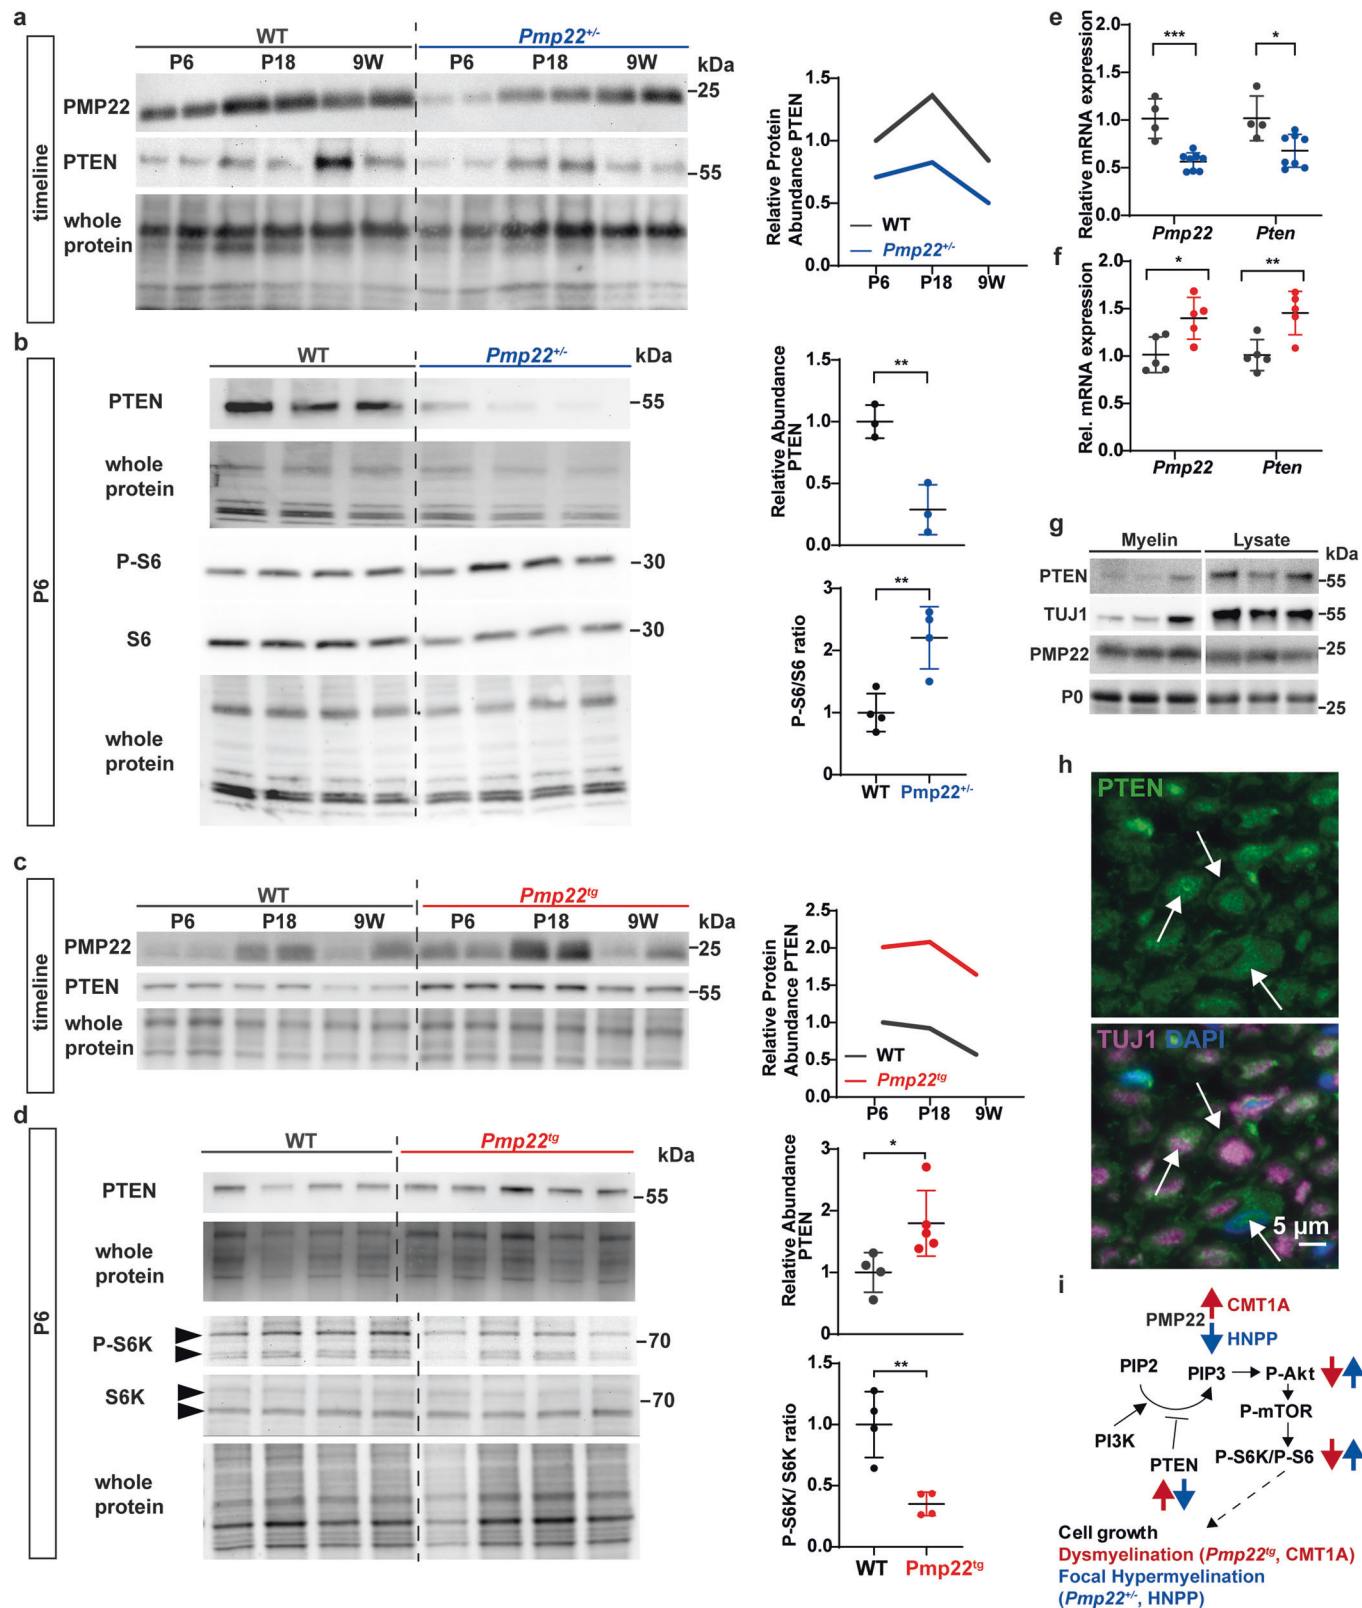 a
WT
Pmp22+/-
P6 P18 9W P6 P18 9W kDa
timeline
PMP22
-25
PTEN
-55
whole
protein
Relative Protein
Abundance PTEN
1.5
1.0
0.5
0.0
WT
Pmp22+/-
P6 P18 9W
b
WT
Pmp22+/-
kDa
P6
PTEN
-55
whole
protein
P-S6
-30
S6
-30
whole
protein
Relative Abundance
PTEN
1.5
1.0
0.5
0.0
**
P-S6/S6 ratio
3
2
1
0
**
WT Pmp22+/-
c
WT
Pmp22tg
P6 P18 9W P6 P18 9W kDa
timeline
PMP22
-25
PTEN
-55
whole
protein
Relative Protein
Abundance PTEN
2.5
2.0
1.5
1.0
0.5
0.0
WT
Pmp22tg
P6 P18 9W
d
WT
Pmp22tg
kDa
P6
PTEN
-55
whole
protein
P-S6K
-70
S6K
-70
whole
protein
Relative Abundance
PTEN
3
2
1
0
*
P-S6K/ S6K ratio
1.5
1.0
0.5
0.0
**
WT Pmp22tg
e
Relative mRNA expression
2.0
1.5
1.0
0.5
0.0
*** *
Pmp22 Pten
f
Rel. mRNA expression
2.0
1.5
1.0
0.5
0.0
* **
Pmp22 Pten
g
Myelin Lysate
kDa
PTEN
-55
TUJ1
-55
PMP22
-25
P0
-25
h
PTEN
TUJ1 DAPI
5 µm
i
CMT1A
PMP22
HNPP
PIP2 PIP3 P-Akt
P-mTOR
PI3K
PTEN P-S6K/P-S6
Cell growth
Dysmyelination (Pmp22tg, CMT1A)
Focal Hypermyelination
(Pmp22+/-, HNPP)